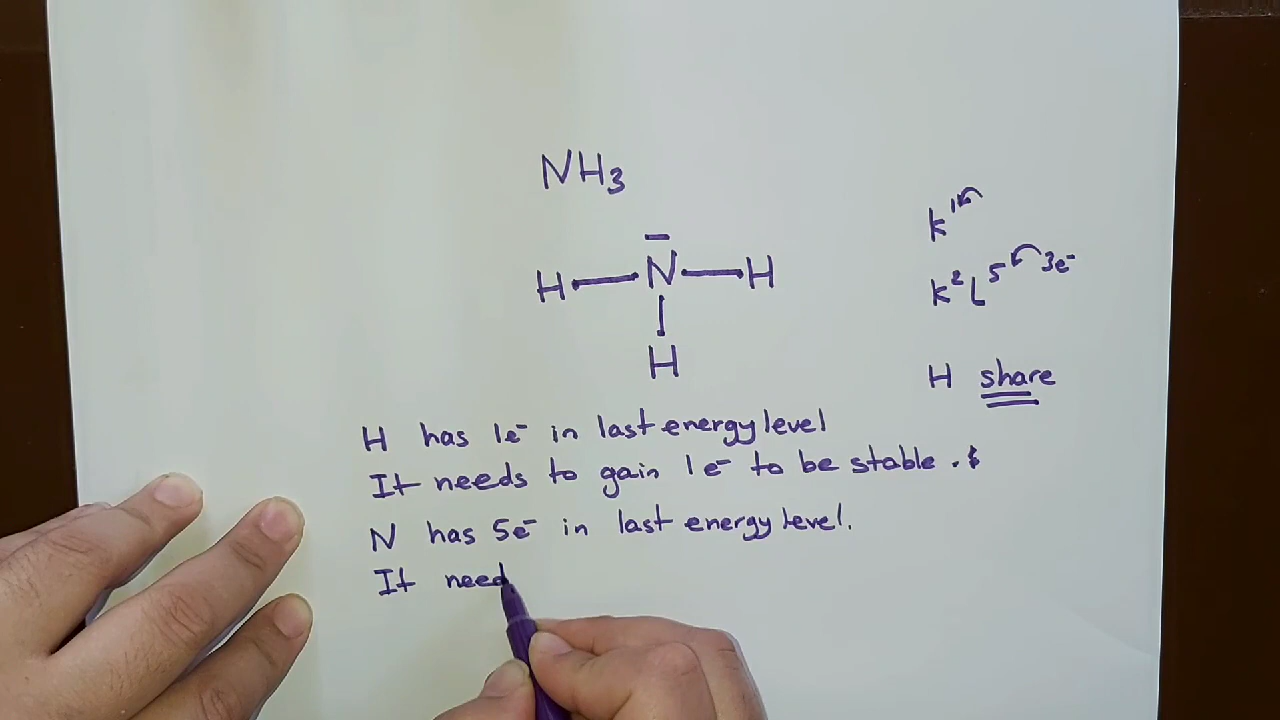 NH3
K1
N
H N H
K2L5 3e-
H
H share
H has 1e- in last energy level
It needs to gain 1e- to be stable.
N has 5e- in last energy level.
It need